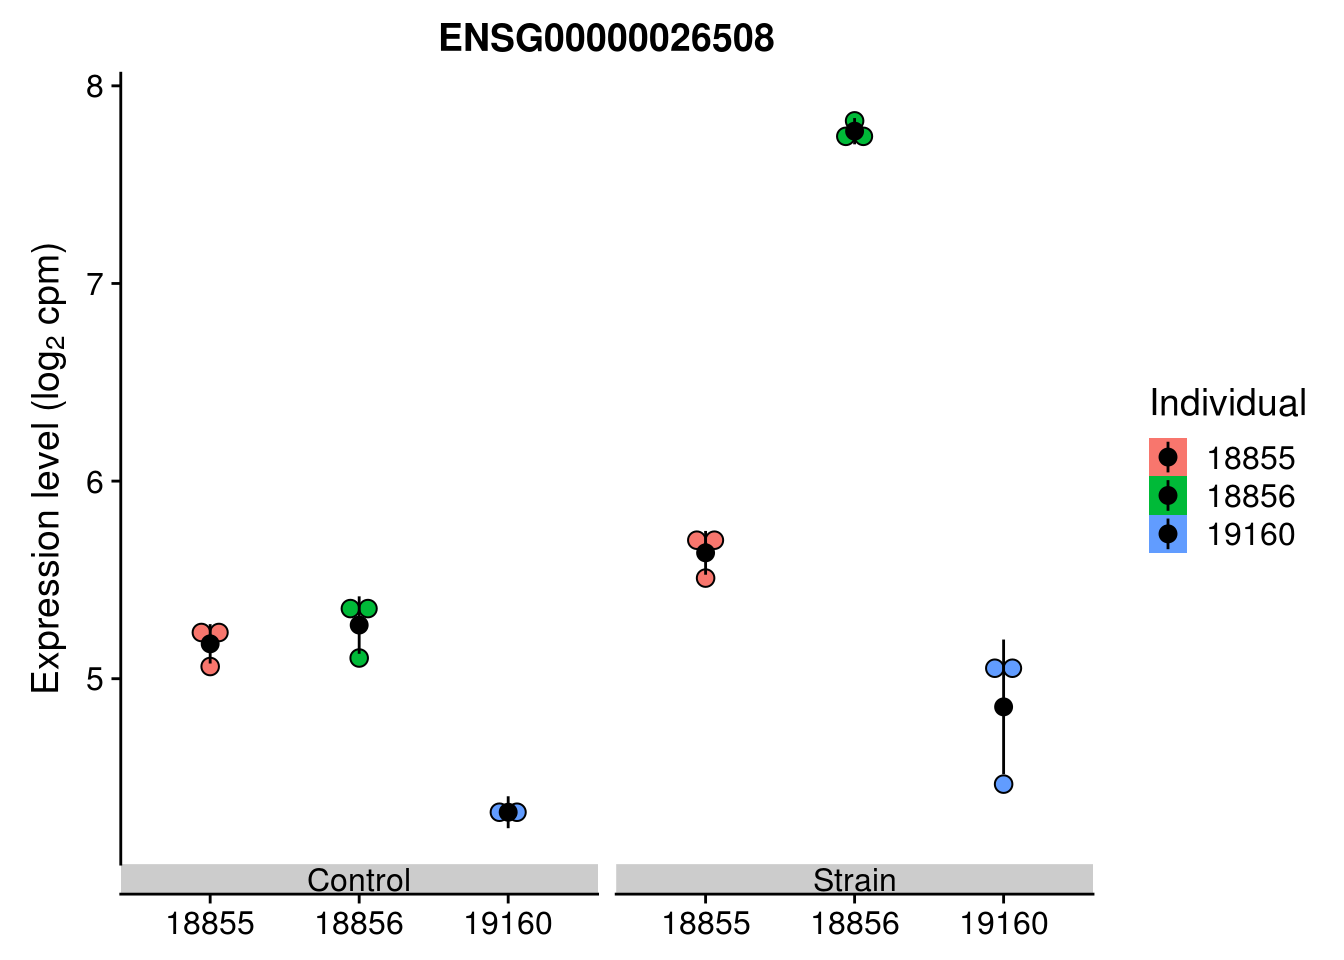 ENSG00000026508
Expression level (log₂ cpm)
8
7
6
5
Control
Strain
18855 18856 19160
18855 18856 19160
Individual
18855
18856
19160